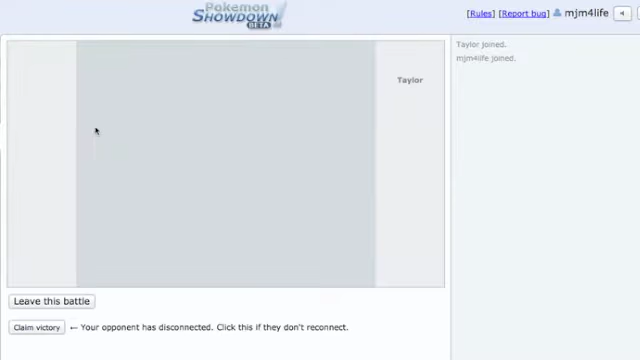 Pokemon
SHOWDOWN!
BETA
[Rules] [Report bug] mjm4life
Taylor joined.
mjm4life joined.
Taylor
Leave this battle
Claim victory ← Your opponent has disconnected. Click this if they don't reconnect.